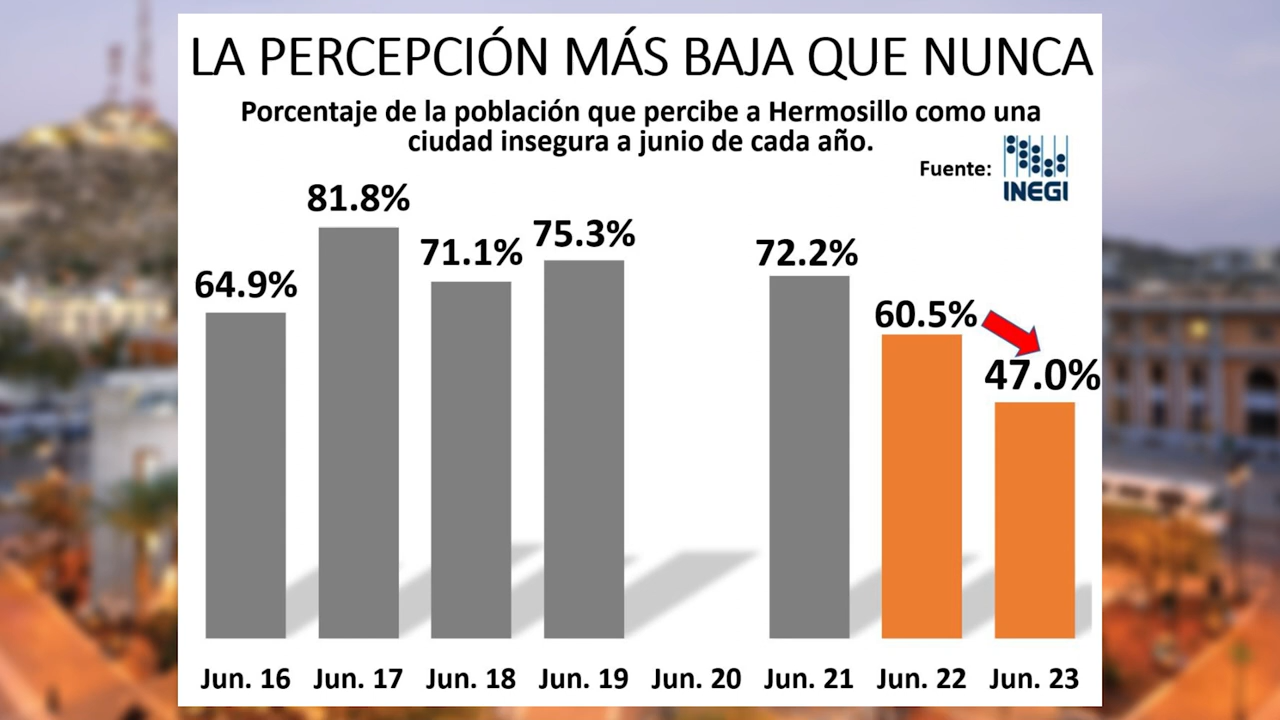 LA PERCEPCIÓN MÁS BAJA QUE NUNCA
Porcentaje de la población que percibe a Hermosillo como una
ciudad insegura a junio de cada año.
Fuente: INEGI
64.9%
81.8%
71.1%
75.3%
72.2%
60.5%
47.0%
Jun. 16 Jun. 17 Jun. 18 Jun. 19 Jun. 20 Jun. 21 Jun. 22 Jun. 23